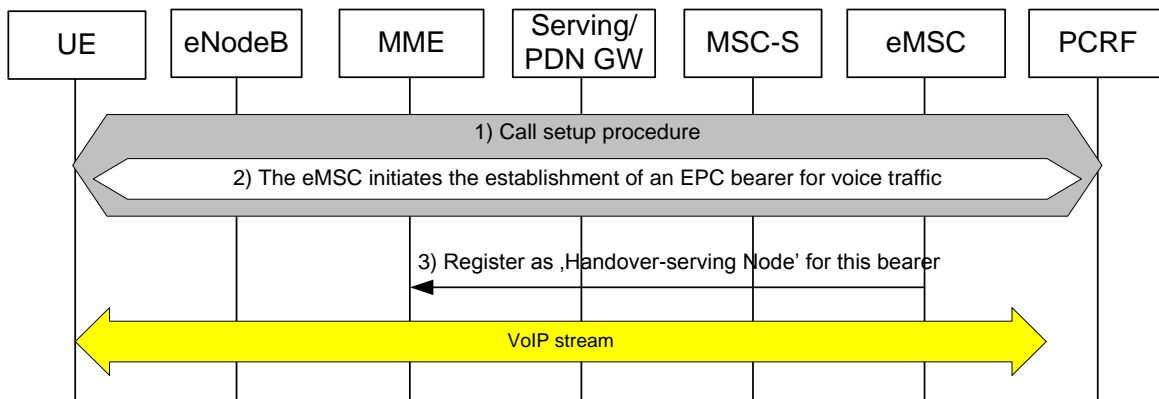 UE
eNodeB
MME
Serving/
PDN GW
MSC-S
eMSC
PCRF
1) Call setup procedure
2) The eMSC initiates the establishment of an EPC bearer for voice traffic
3) Register as ‚Handover-serving Node’ for this bearer
VoIP stream